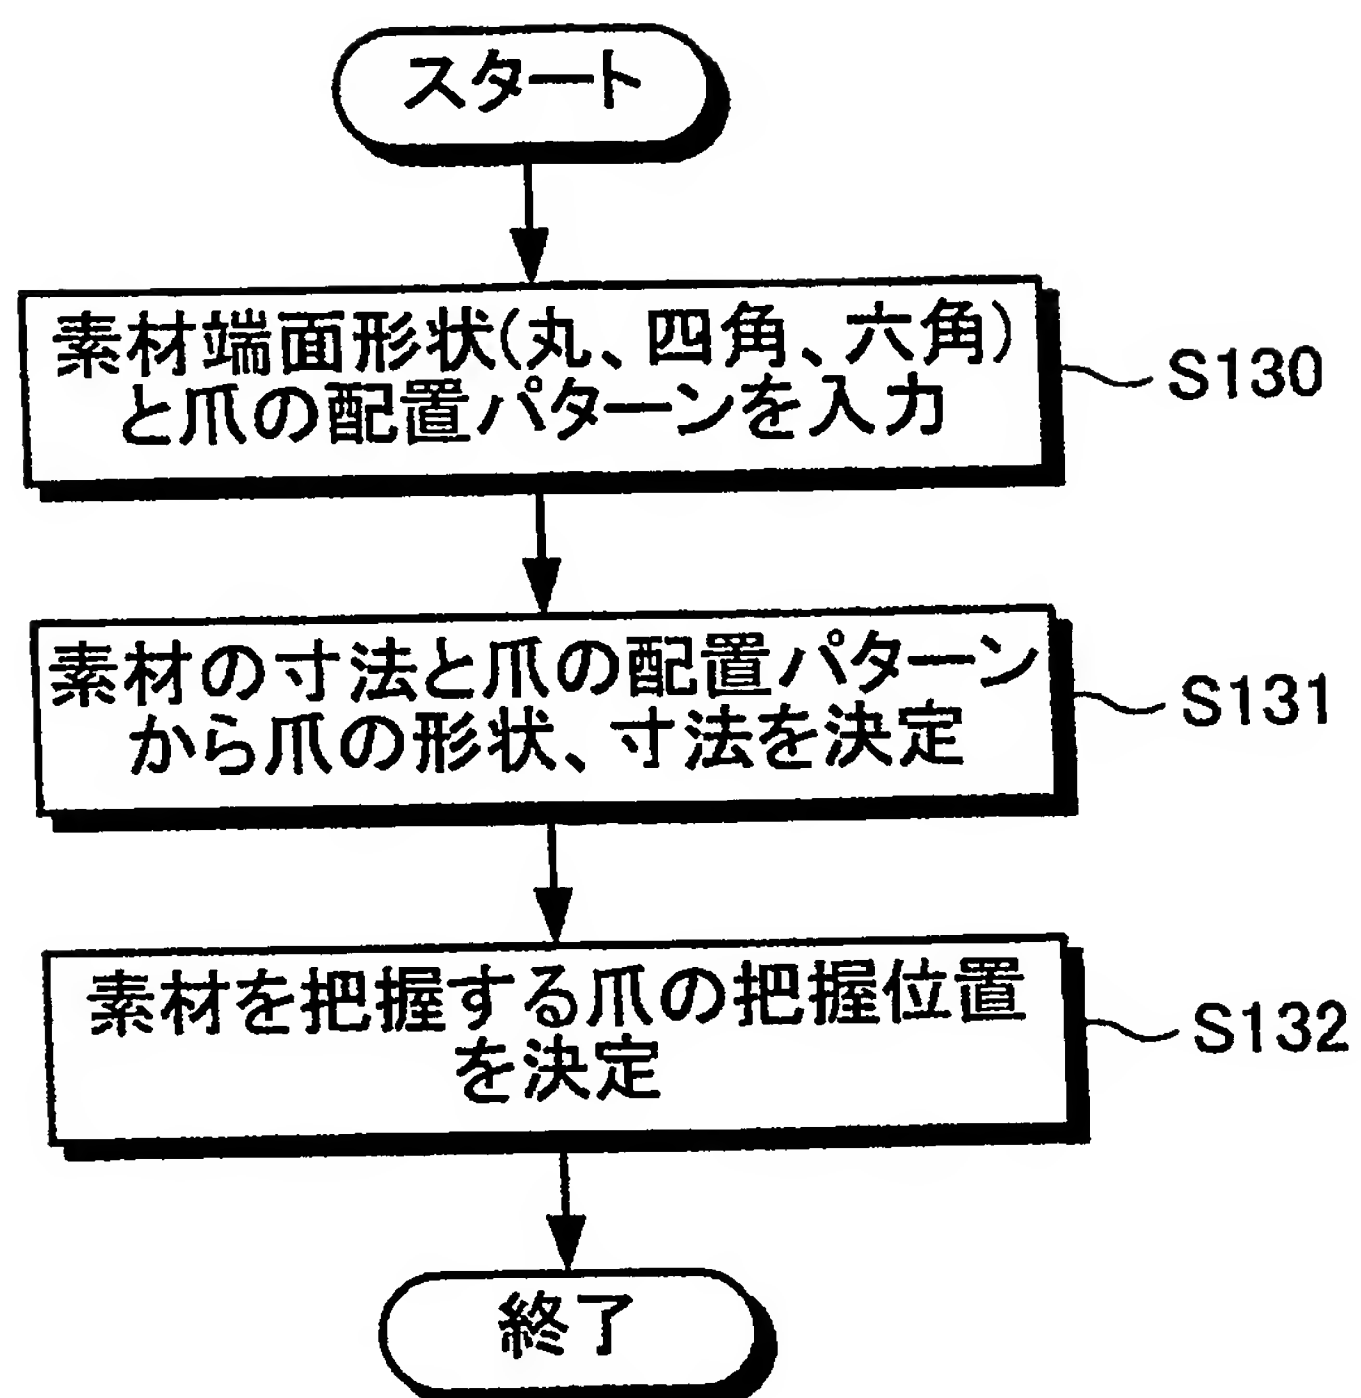 スタート
素材端面形状(丸、四角、六角)
と爪の配置パターンを入力
S130
素材の寸法と爪の配置パターン
から爪の形状、寸法を決定
S131
素材を把握する爪の把握位置
を決定
S132
終了